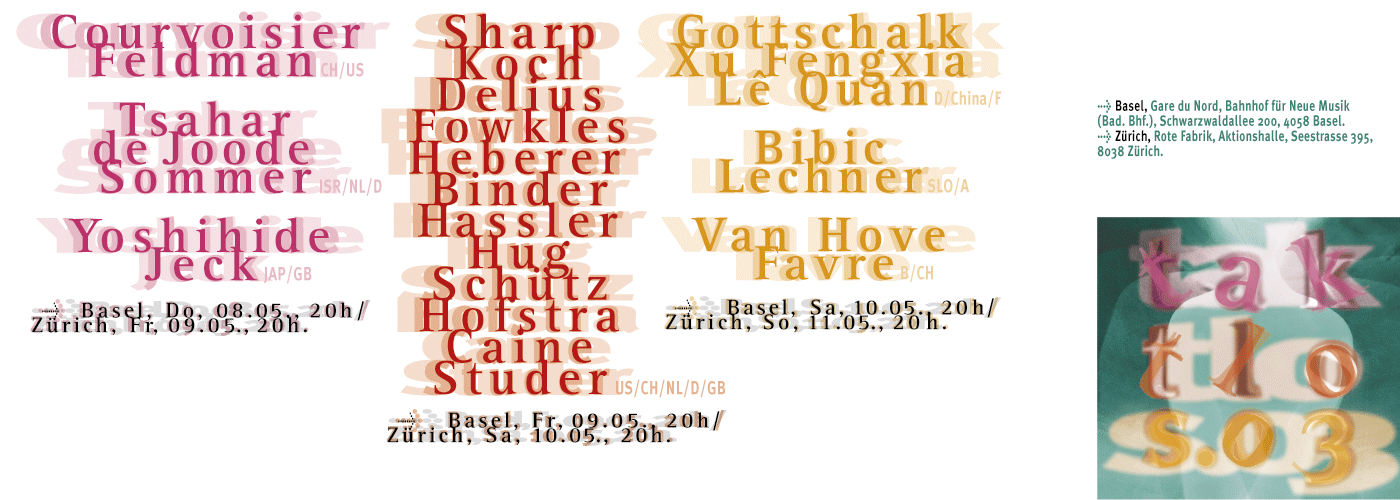 Courvoisier
Feldman CH/US
Tsahar
de Joode
Sommer ISR/NL/D
Yoshihide
Jeck JAP/GB
Basel, Do, 08.05., 20h/
Zürich, Fr, 09.05., 20h.
Sharp
Koch
Delius
Fowkles
Heberer
Binder
Hassler
Hug
Schütz
Hofstra
Caine
Studer US/CH/NL/D/GB
Basel, Fr, 09.05., 20h/
Zürich, Sa, 10.05., 20h.
Gottschalk
Xu Fengxia
Lê Quan D/China/F
Bibic
Lechner SLO/A
Van Hove
Favre B/CH
Basel, Sa, 10.05., 20h/
Zürich, So, 11.05., 20h.
Basel, Gare du Nord, Bahnhof für Neue Musik
(Bad. Bhf.), Schwarzwaldallee 200, 4058 Basel.
Zürich, Rote Fabrik, Aktionshalle, Seestrasse 395,
8038 Zürich.
tak
tlo
s.03